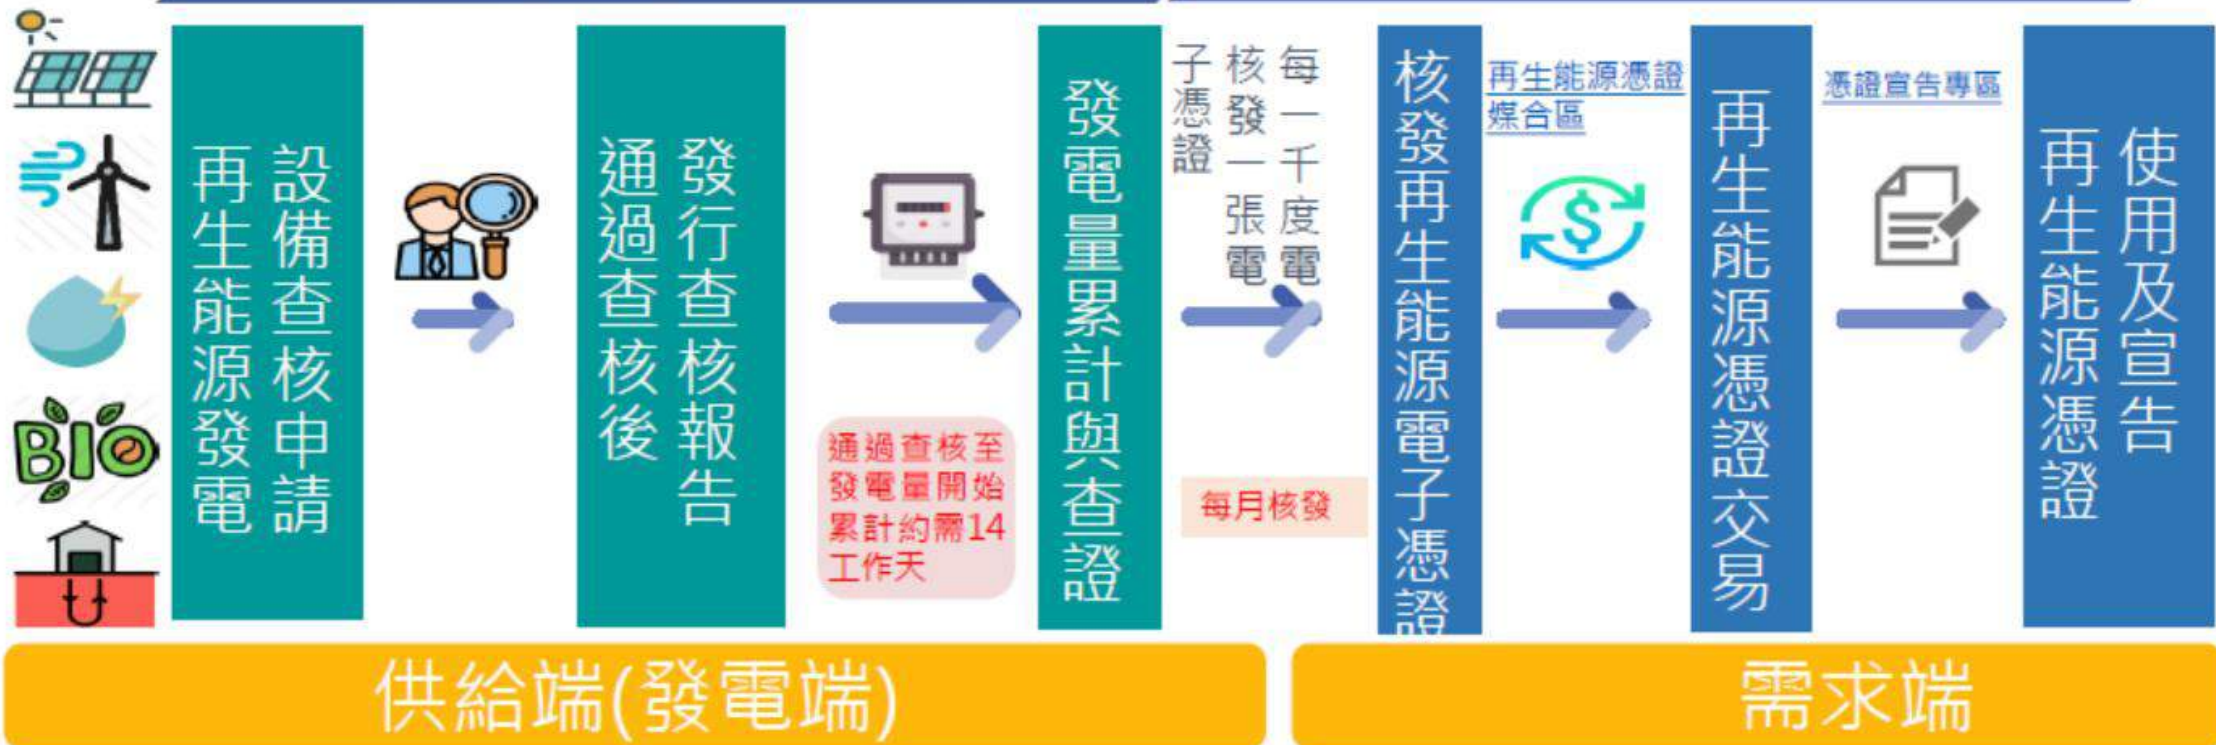 BIO
再生能源發電
設備查核申請
通過查核後
發行查核報告
通過查核至
發電量開始
累計約需14
工作天
發電量累計與查證
每一千度電
核發一張電
子憑證
每月核發
核發再生能源電子憑證
再生能源憑證
媒合區
$
再生能源憑證交易
憑證宣告專區
再生能源憑證
使用及宣告
供給端(發電端)
需求端